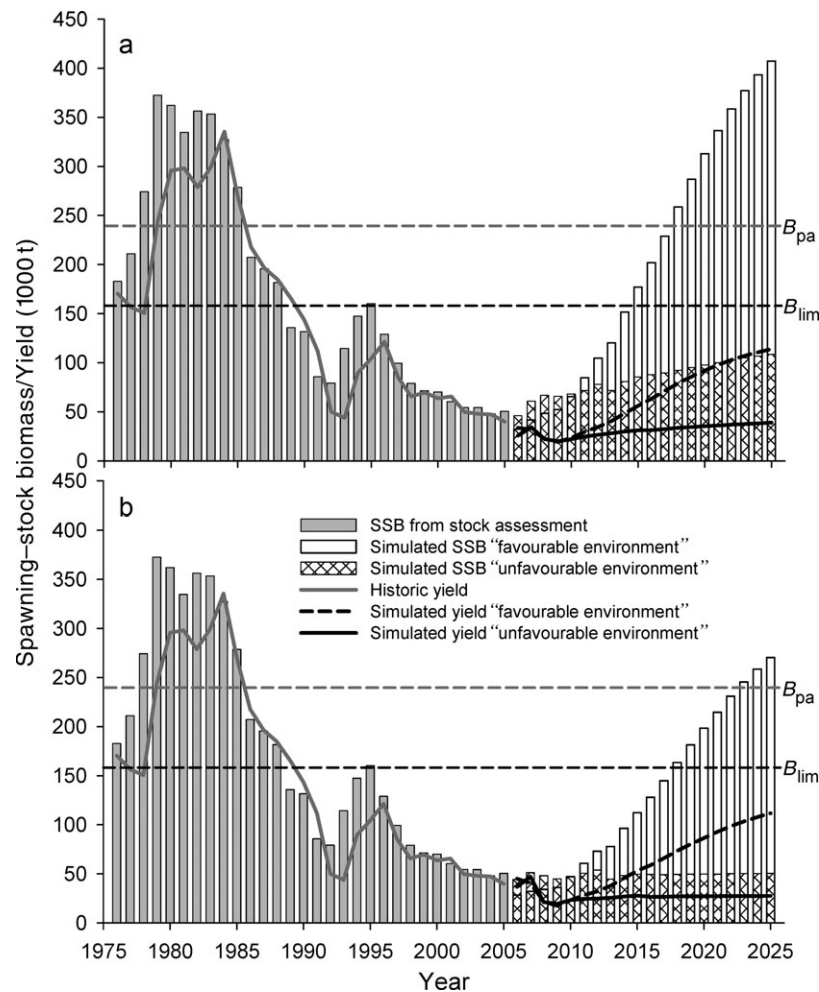 450
a
400
350
300
250
Bpa
200
150
Blim
100
50
0
Spawning–stock biomass/Yield (1000 t)
450
b
400
350
300
250
Bpa
200
150
Blim
100
50
0
SSB from stock assessment
Simulated SSB “favourable environment”
Simulated SSB “unfavourable environment”
Historic yield
Simulated yield “favourable environment”
Simulated yield “unfavourable environment”
1975 1980 1985 1990 1995 2000 2005 2010 2015 2020 2025
Year